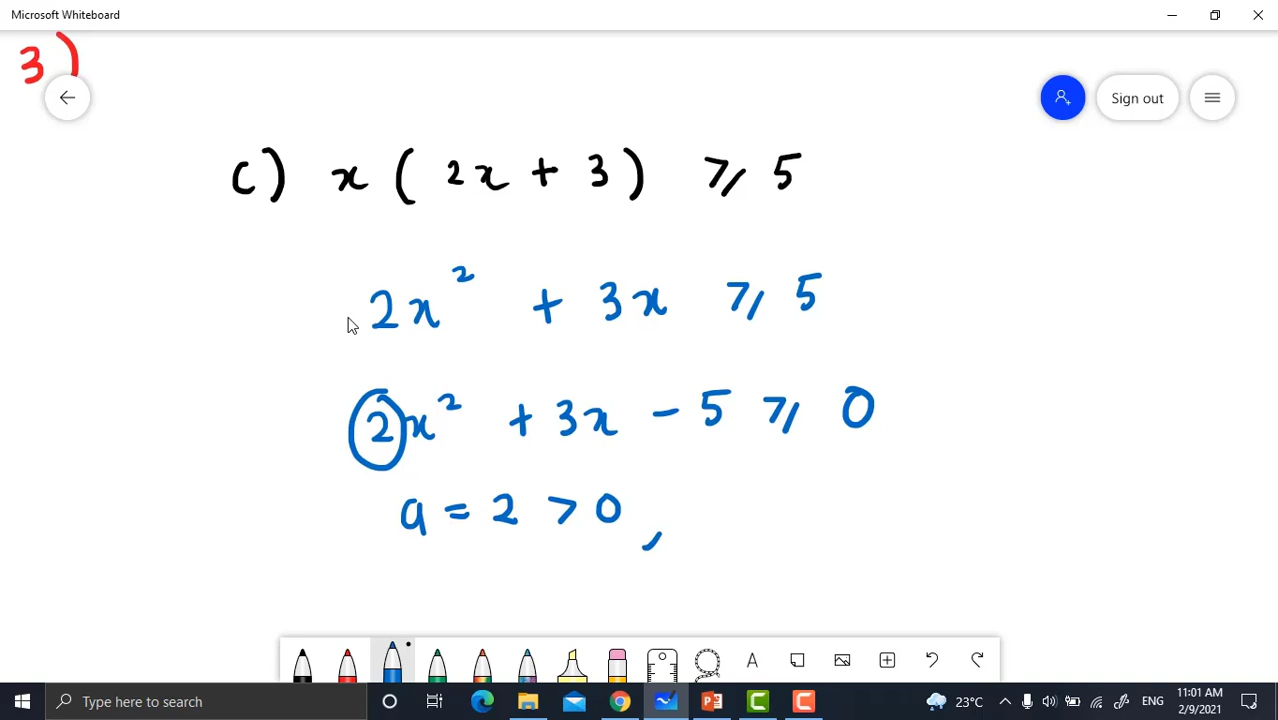 Microsoft Whiteboard
3)
Sign out
c) x ( 2x + 3 ) ⩾ 5
2x² + 3x ⩾ 5
2x² + 3x - 5 ⩾ 0
a = 2 > 0 ,
A
Type here to search
23°C
ENG
11:01 AM
2/9/2021